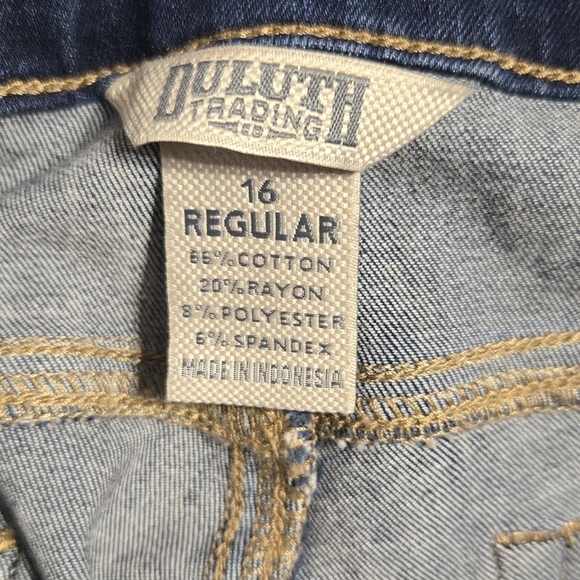 DULUTH
TRADING
CO
16
REGULAR
66% COTTON
20% RAYON
8% POLYESTER
6% SPANDEX
MADE IN INDONESIA